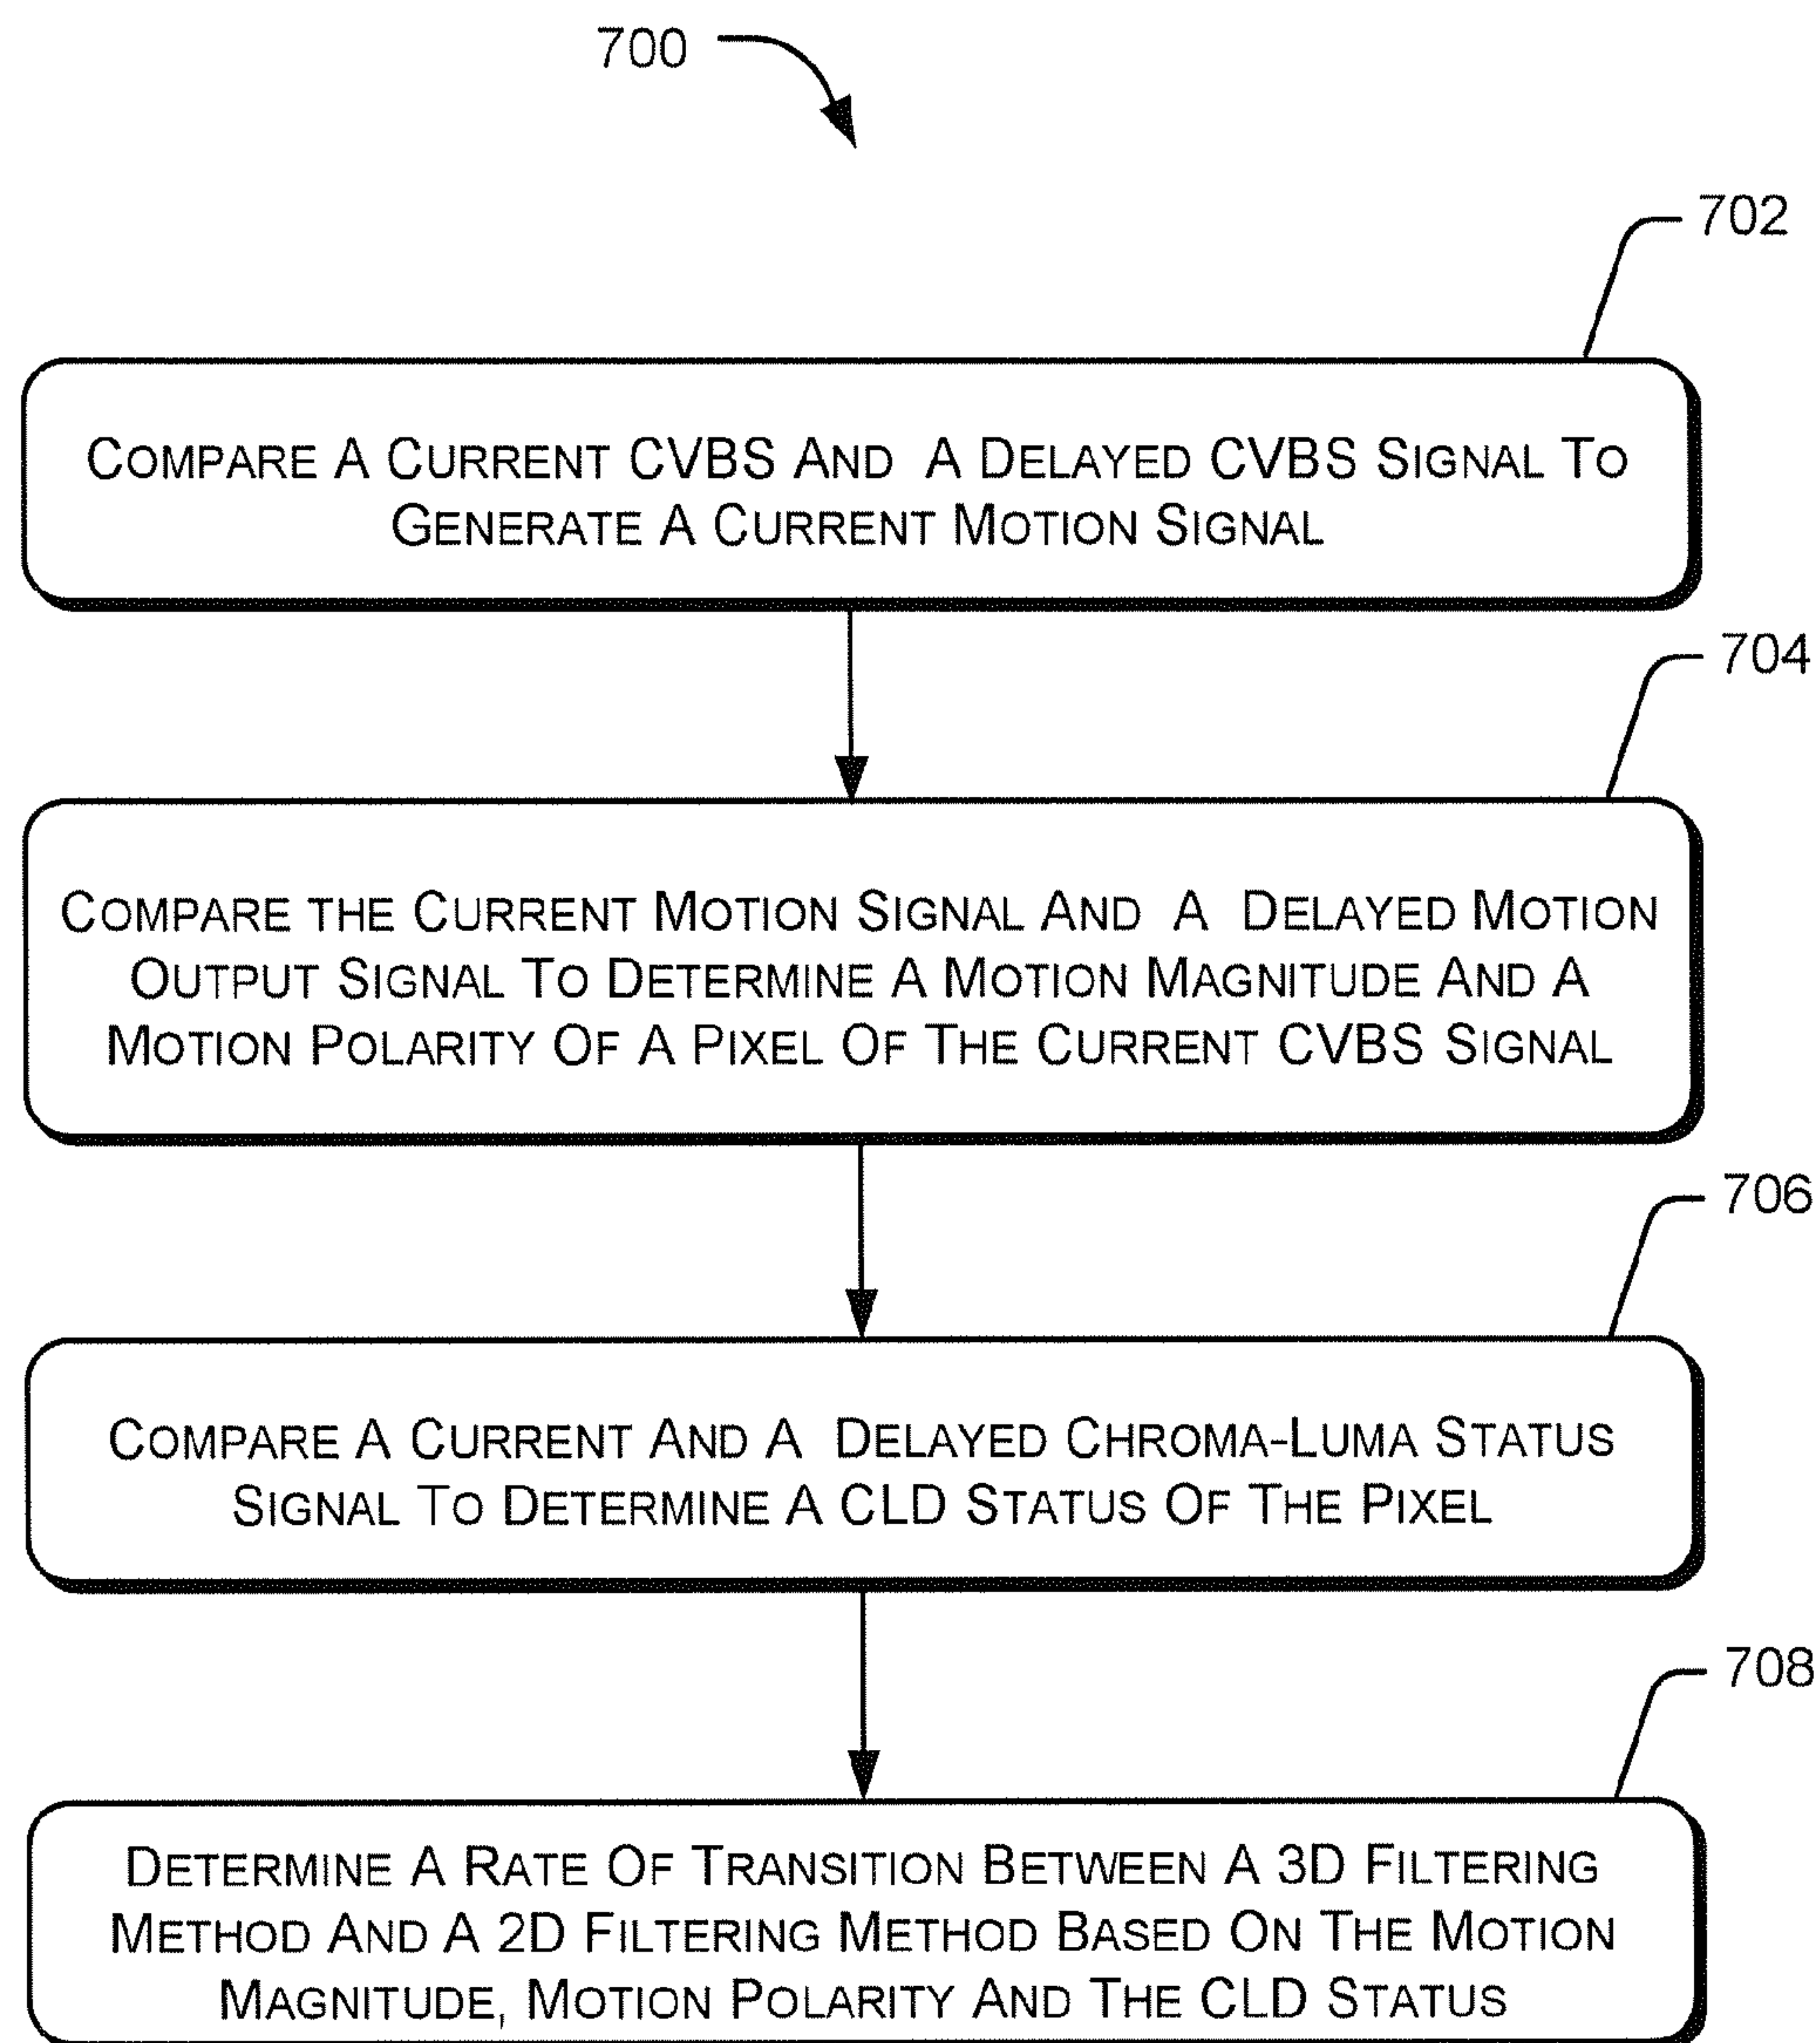 700
702
COMPARE A CURRENT CVBS AND A DELAYED CVBS SIGNAL TO
GENERATE A CURRENT MOTION SIGNAL
704
COMPARE THE CURRENT MOTION SIGNAL AND A DELAYED MOTION
OUTPUT SIGNAL TO DETERMINE A MOTION MAGNITUDE AND A
MOTION POLARITY OF A PIXEL OF THE CURRENT CVBS SIGNAL
706
COMPARE A CURRENT AND A DELAYED CHROMA-LUMA STATUS
SIGNAL TO DETERMINE A CLD STATUS OF THE PIXEL
708
DETERMINE A RATE OF TRANSITION BETWEEN A 3D FILTERING
METHOD AND A 2D FILTERING METHOD BASED ON THE MOTION
MAGNITUDE, MOTION POLARITY AND THE CLD STATUS